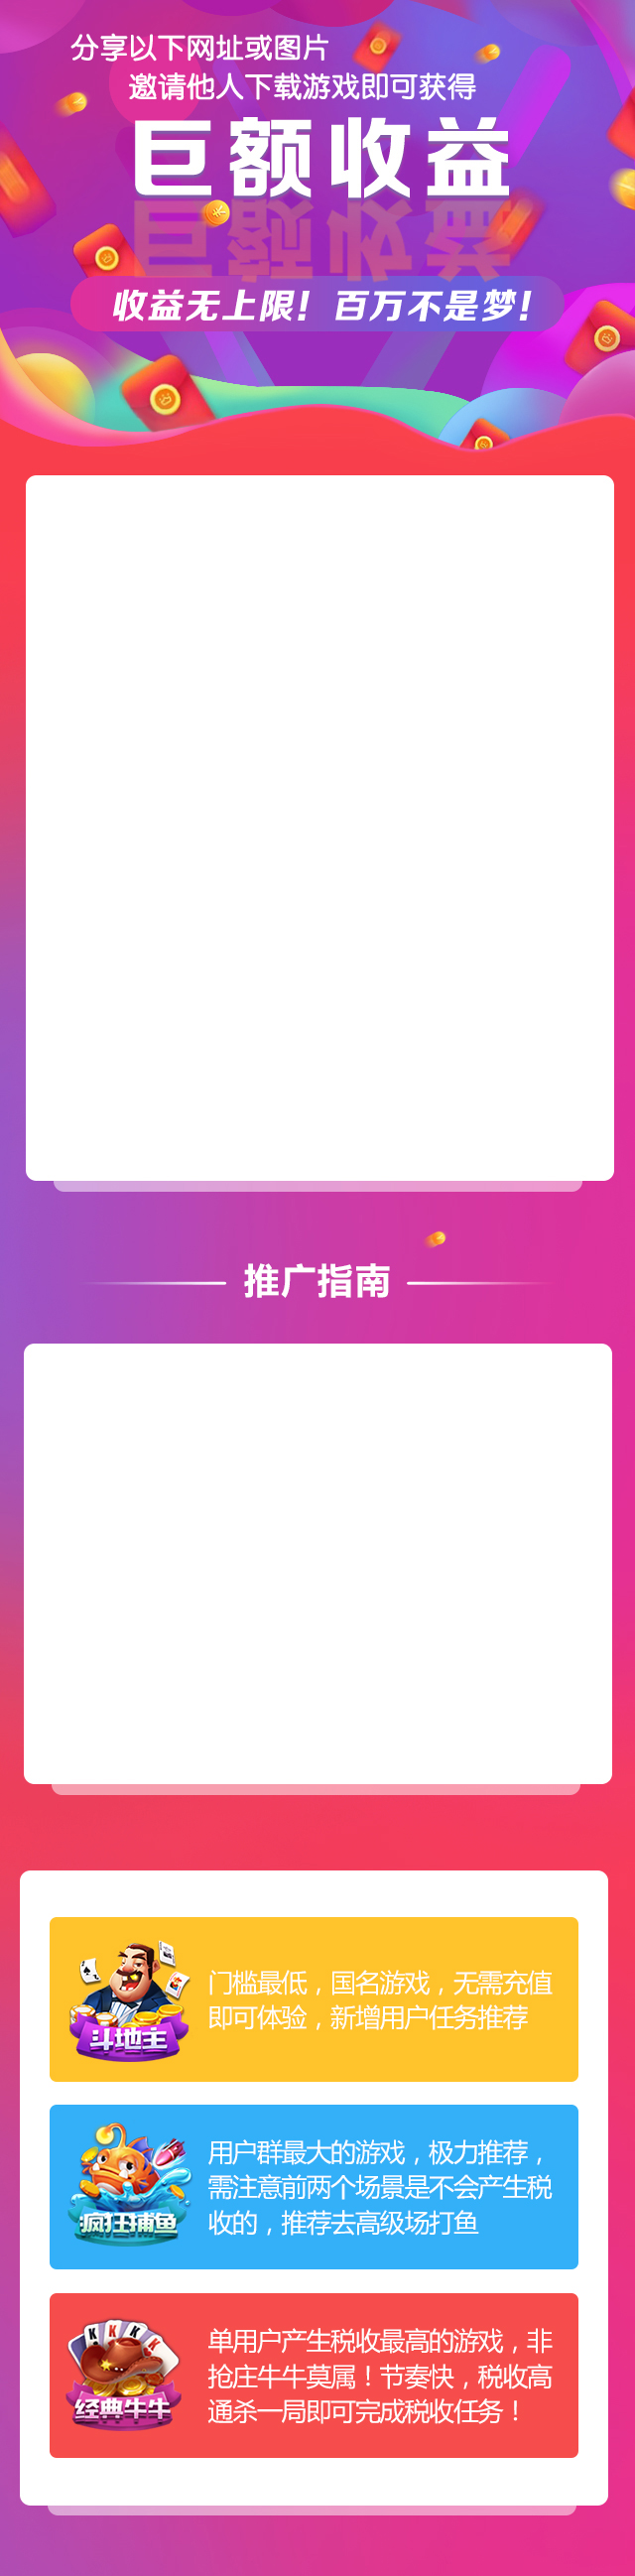 分享以下网址或图片
邀请他人下载游戏即可获得
巨额收益
收益无上限！百万不是梦！
推广指南
斗地主
门槛最低，国名游戏，无需充值
即可体验，新增用户任务推荐
疯狂捕鱼
用户群最大的游戏，极力推荐，
需注意前两个场景是不会产生税
收的，推荐去高级场打鱼
K K K K
经典牛牛
单用户产生税收最高的游戏，非
抢庄牛牛莫属！节奏快，税收高
通杀一局即可完成税收任务！